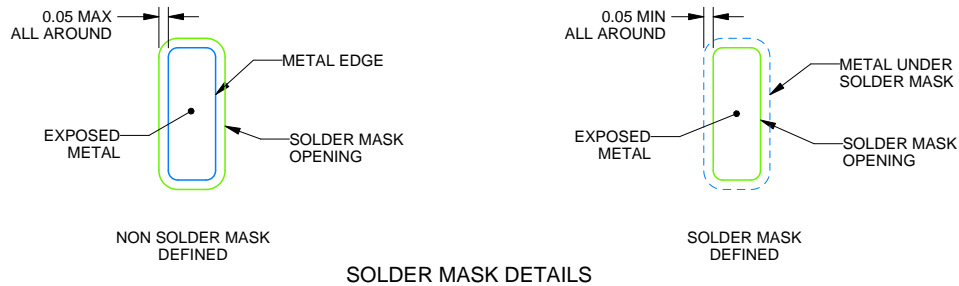 0.05 MAX
ALL AROUND
METAL EDGE
EXPOSED
METAL
SOLDER MASK
OPENING
NON SOLDER MASK
DEFINED
0.05 MIN
ALL AROUND
METAL UNDER
SOLDER MASK
EXPOSED
METAL
SOLDER MASK
OPENING
SOLDER MASK
DEFINED
SOLDER MASK DETAILS